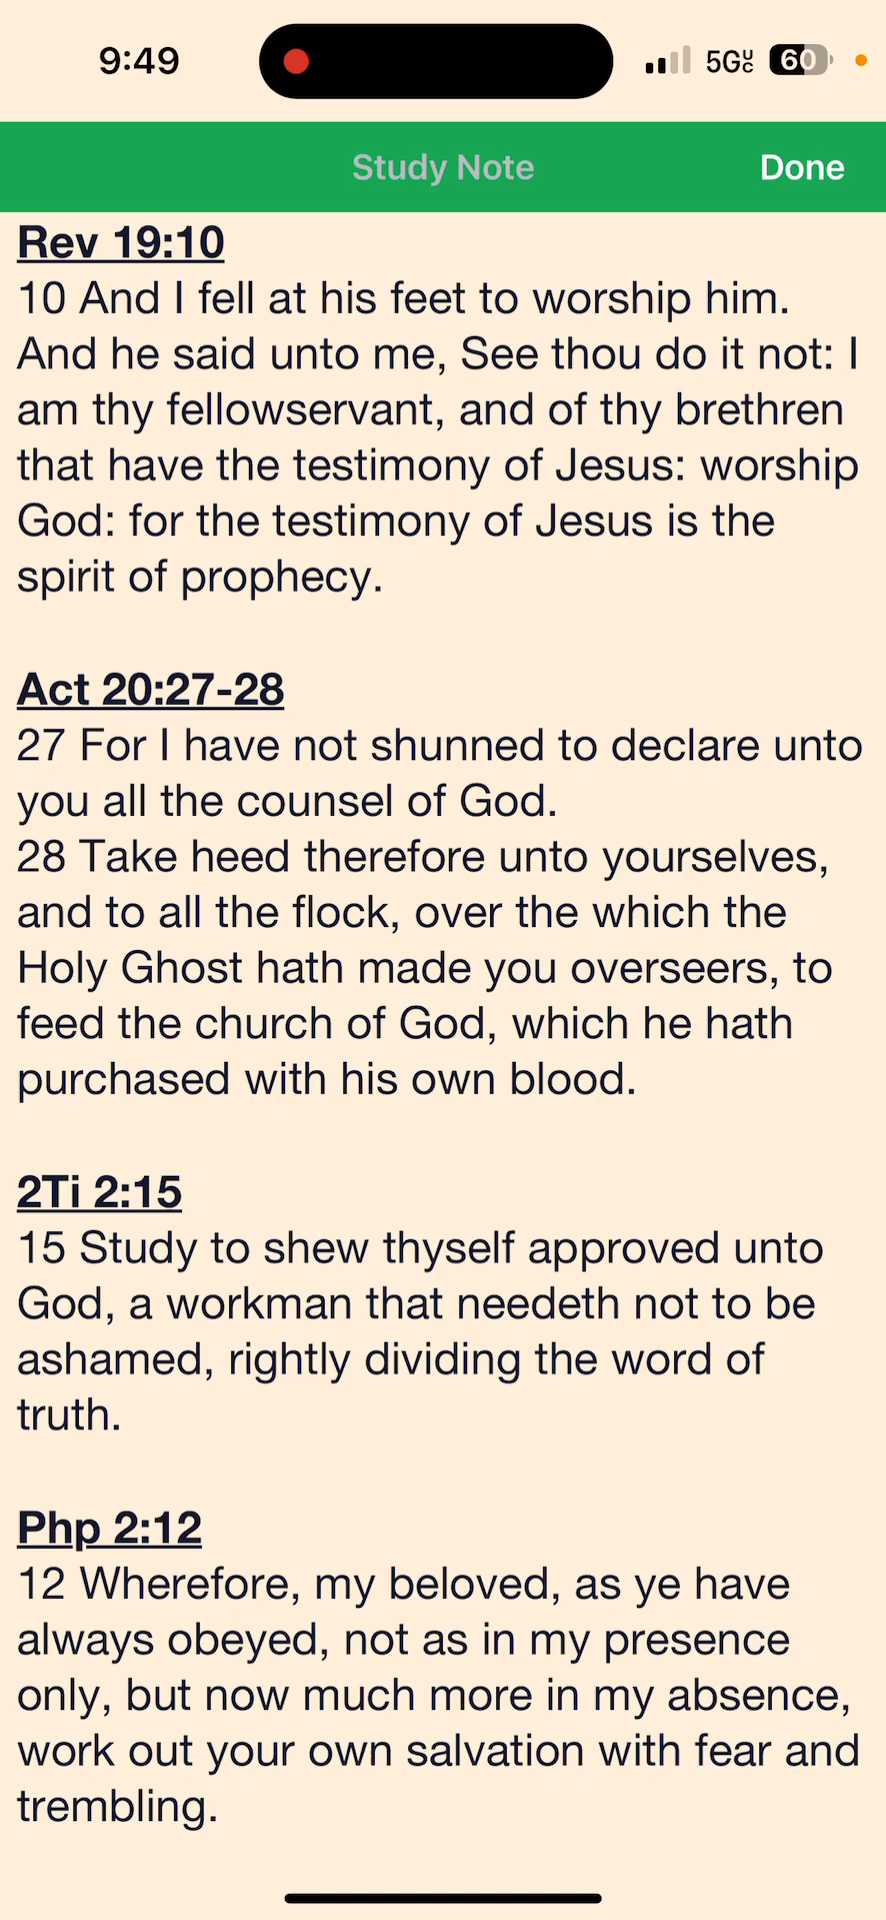 9:49
5GUC
60
Study Note
Done
Rev 19:10
10 And I fell at his feet to worship him.
And he said unto me, See thou do it not: I
am thy fellowservant, and of thy brethren
that have the testimony of Jesus: worship
God: for the testimony of Jesus is the
spirit of prophecy.
Act 20:27-28
27 For I have not shunned to declare unto
you all the counsel of God.
28 Take heed therefore unto yourselves,
and to all the flock, over the which the
Holy Ghost hath made you overseers, to
feed the church of God, which he hath
purchased with his own blood.
2Ti 2:15
15 Study to shew thyself approved unto
God, a workman that needeth not to be
ashamed, rightly dividing the word of
truth.
Php 2:12
12 Wherefore, my beloved, as ye have
always obeyed, not as in my presence
only, but now much more in my absence,
work out your own salvation with fear and
trembling.